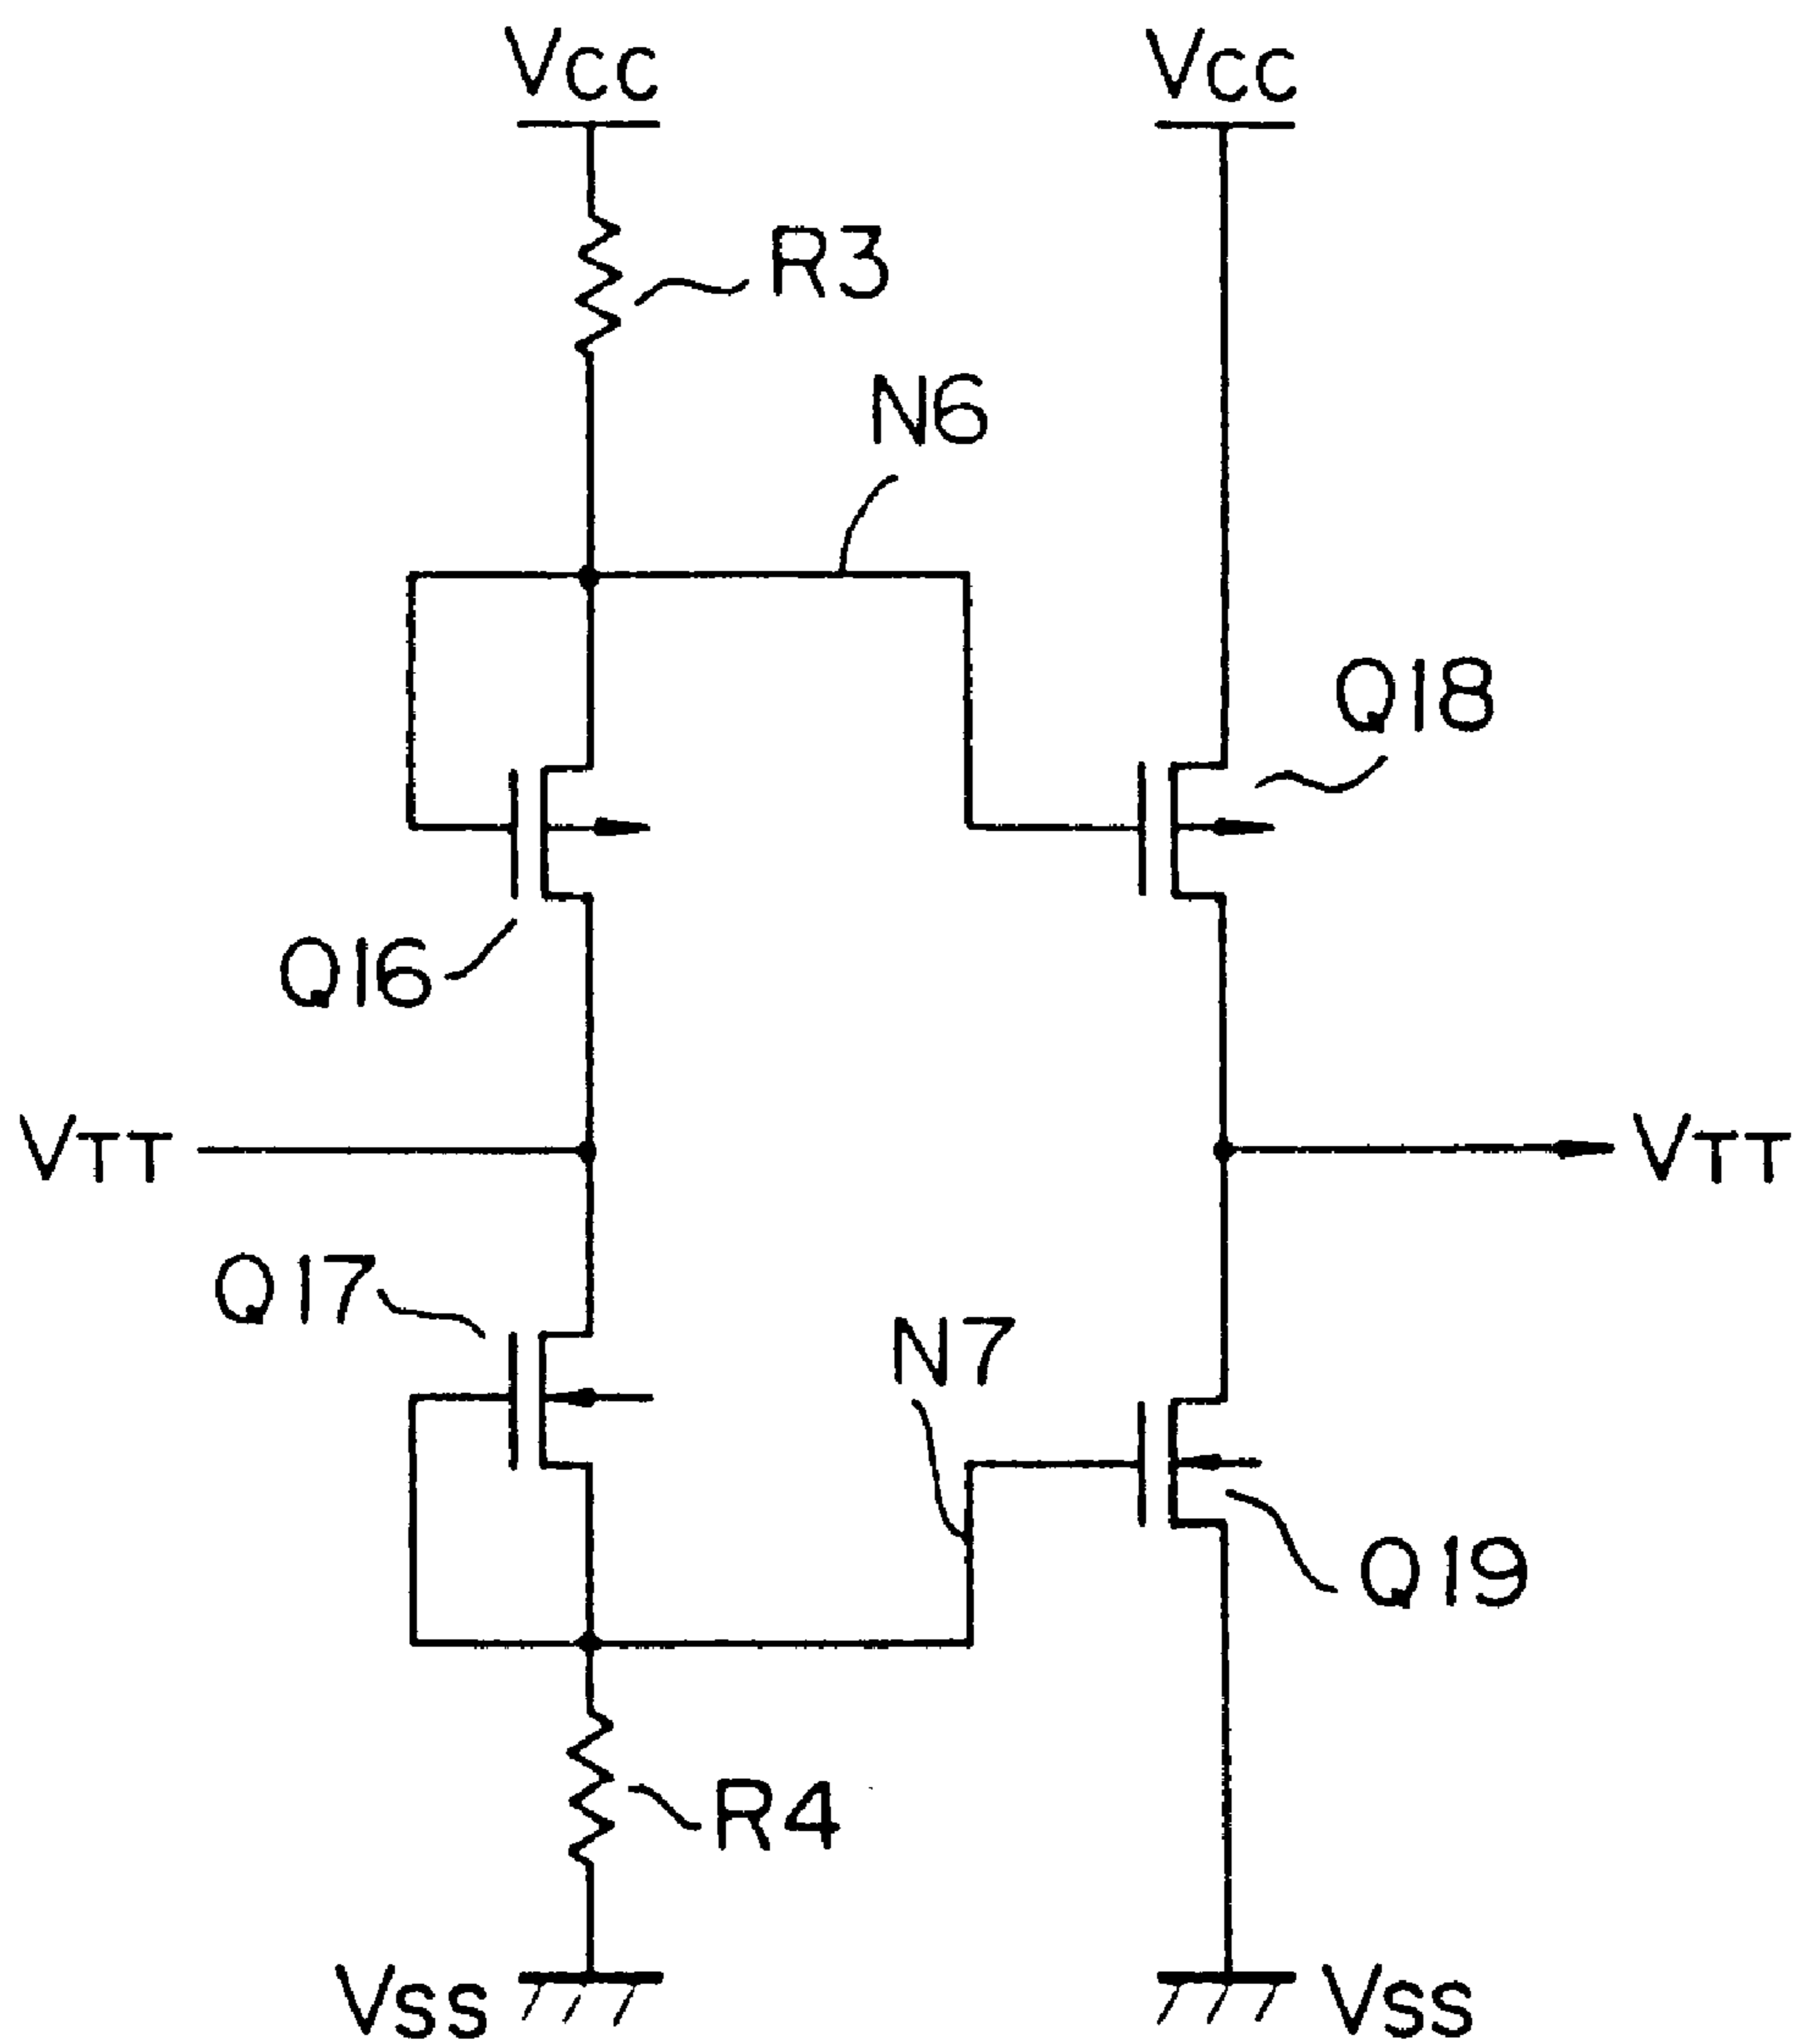 Vcc Vcc
R3
N6
Q18
Q16
VTT VTT
Q17
N7
Q19
R4
Vss Vss